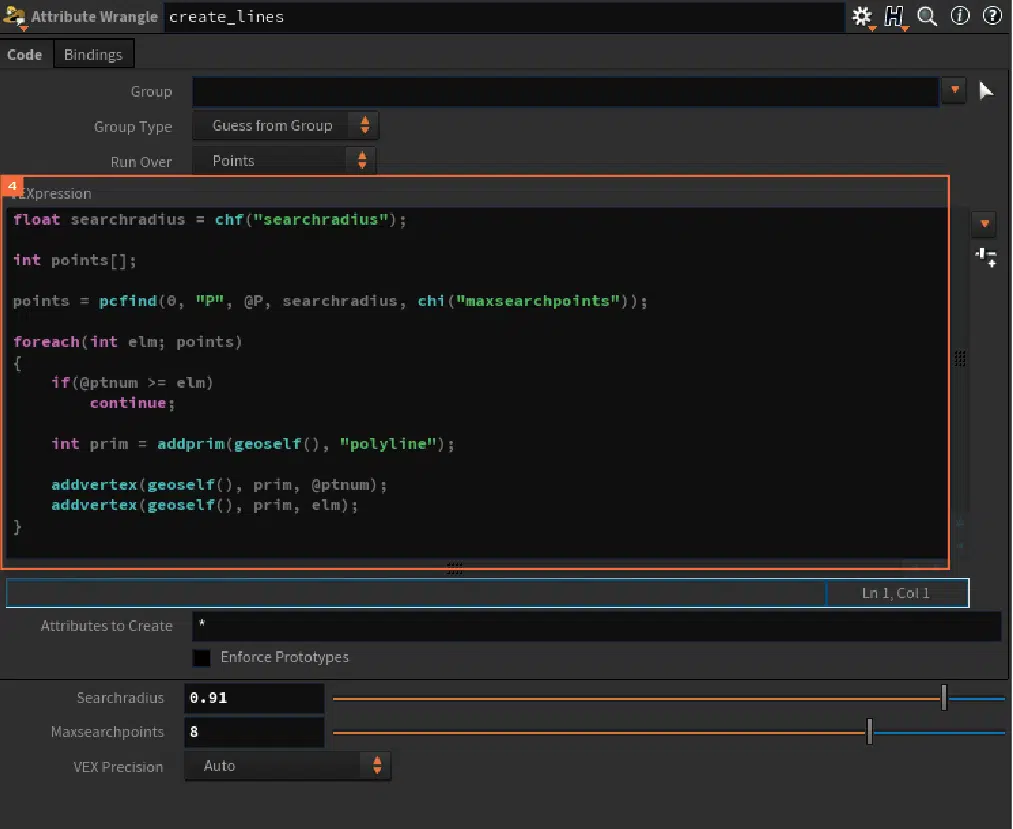 Attribute Wrangle create_lines
Code Bindings
Group
Group Type Guess from Group
Run Over Points
4
VEXpression
float searchradius = chf("searchradius");
int points[];
points = pcfind(0, "P", @P, searchradius, chi("maxsearchpoints"));
foreach(int elm; points)
{
if(@ptnum >= elm)
continue;
int prim = addprim(geoself(), "polyline");
addvertex(geoself(), prim, @ptnum);
addvertex(geoself(), prim, elm);
}
Ln 1, Col 1
Attributes to Create *
Enforce Prototypes
Searchradius 0.91
Maxsearchpoints 8
VEX Precision Auto